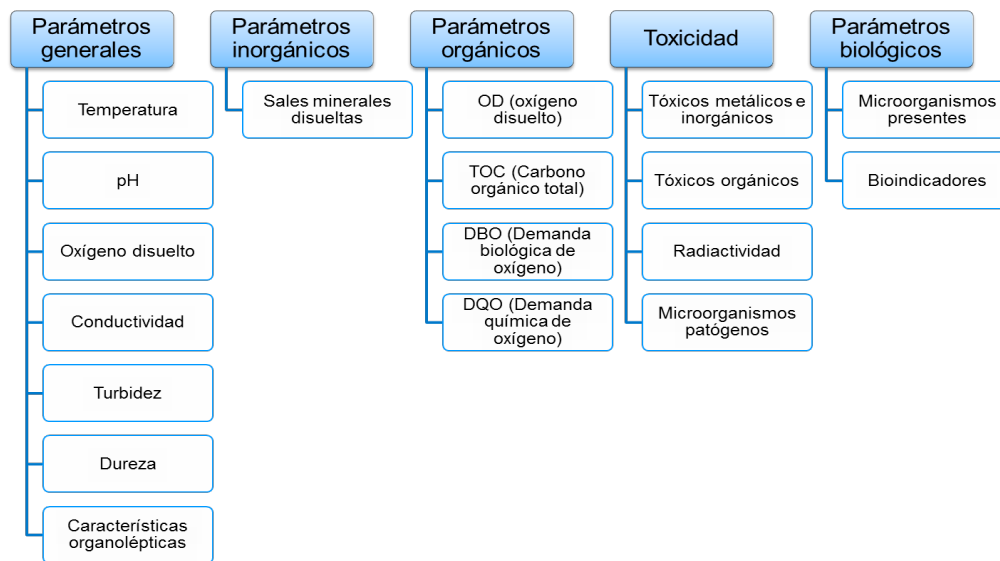 Parámetros
generales
Temperatura
pH
Oxígeno disuelto
Conductividad
Turbidez
Dureza
Características
organolépticas
Parámetros
inorgánicos
Sales minerales
disueltas
Parámetros
orgánicos
OD (oxígeno
disuelto)
TOC (Carbono
orgánico total)
DBO (Demanda
biológica de
oxígeno)
DQO (Demanda
química de
oxígeno)
Toxicidad
Tóxicos metálicos e
inorgánicos
Tóxicos orgánicos
Radiactividad
Microorganismos
patógenos
Parámetros
biológicos
Microorganismos
presentes
Bioindicadores